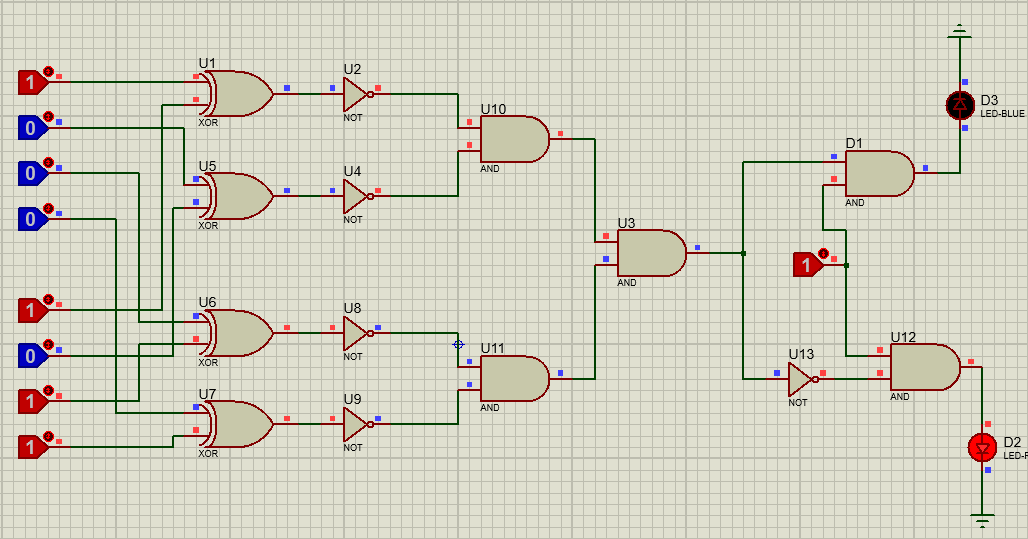 U1
1
XOR
U2
NOT
0
U5
0
XOR
U4
NOT
0
U10
AND
1
U6
0
XOR
U8
NOT
1
U7
1
XOR
U9
NOT
U11
AND
U3
AND
D1
AND
1
D3
LED-BLUE
U13
NOT
U12
AND
D2
LED-R